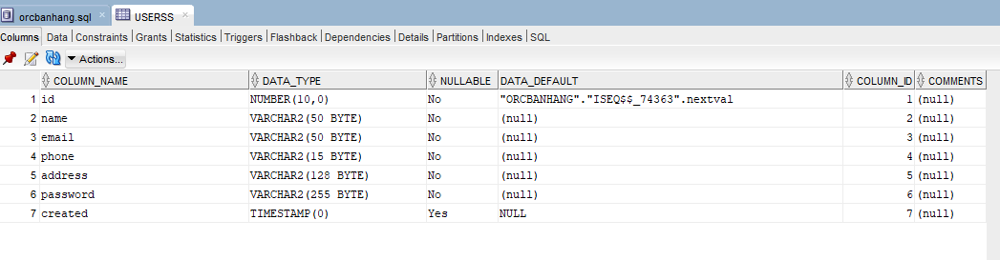 orcbanhang.sql × USERSS ×
Columns Data Constraints Grants Statistics Triggers Flashback Dependencies Details Partitions Indexes SQL
Actions...
COLUMN_NAME DATA_TYPE NULLABLE DATA_DEFAULT COLUMN_ID COMMENTS
1 id NUMBER(10,0) No "ORCBANHANG"."ISEQ$$_74363".nextval 1 (null)
2 name VARCHAR2(50 BYTE) No (null) 2 (null)
3 email VARCHAR2(50 BYTE) No (null) 3 (null)
4 phone VARCHAR2(15 BYTE) No (null) 4 (null)
5 address VARCHAR2(128 BYTE) No (null) 5 (null)
6 password VARCHAR2(255 BYTE) No (null) 6 (null)
7 created TIMESTAMP(0) Yes NULL 7 (null)